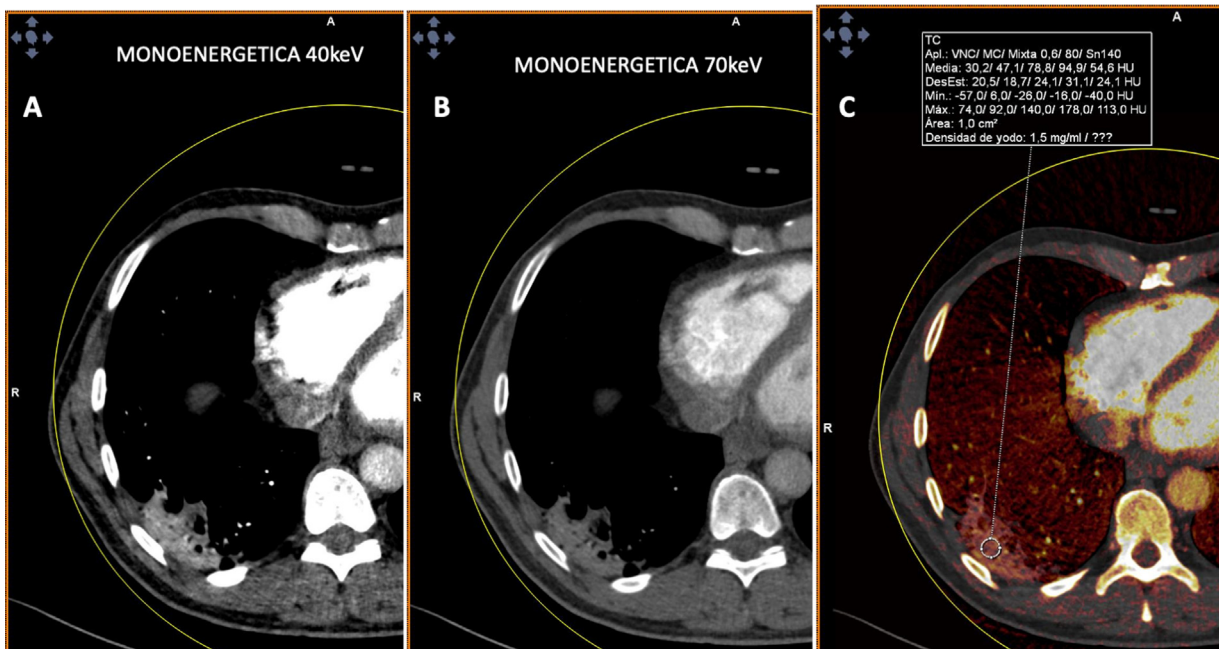 A
MONOENERGETICA 40keV
A
R
MONOENERGETICA 70keV
B
R
A
TC
Apl.: VNC/ MC/ Mixta 0,6/ 80/ Sn140
Media: 30,2/ 47,1/ 78,8/ 94,9/ 54,6 HU
DesEst: 20,5/ 18,7/ 24,1/ 31,1/ 24,1 HU
Mín.: -57,0/ 6,0/ -26,0/ -16,0/ -40,0 HU
Máx.: 74,0/ 92,0/ 140,0/ 178,0/ 113,0 HU
Área: 1,0 cm²
Densidad de yodo: 1,5 mg/ml / ???
C
R